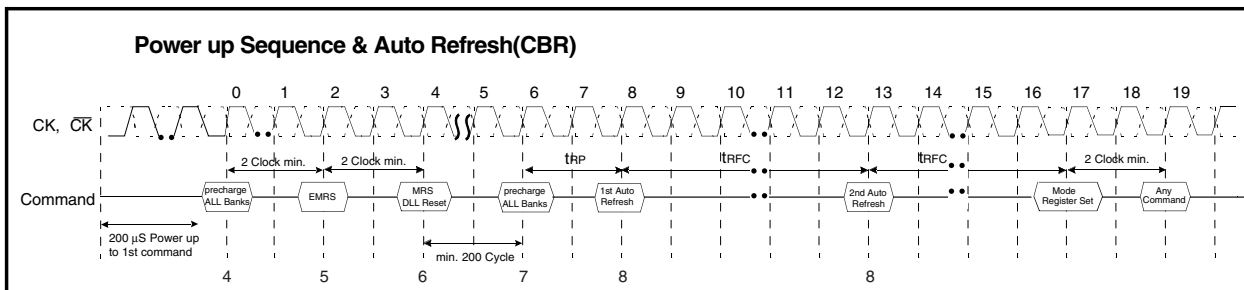 Power up Sequence & Auto Refresh(CBR)
0 1 2 3 4 5 6 7 8 9 10 11 12 13 14 15 16 17 18 19
CK, CK
2 Clock min. 2 Clock min. tRP tRFC tRFC 2 Clock min.
Command
precharge
ALL Banks
EMRS
MRS
DLL Reset
precharge
ALL Banks
1st Auto
Refresh
2nd Auto
Refresh
Mode
Register Set
Any
Command
200 µS Power up
to 1st command
min. 200 Cycle
4 5 6 7 8 8